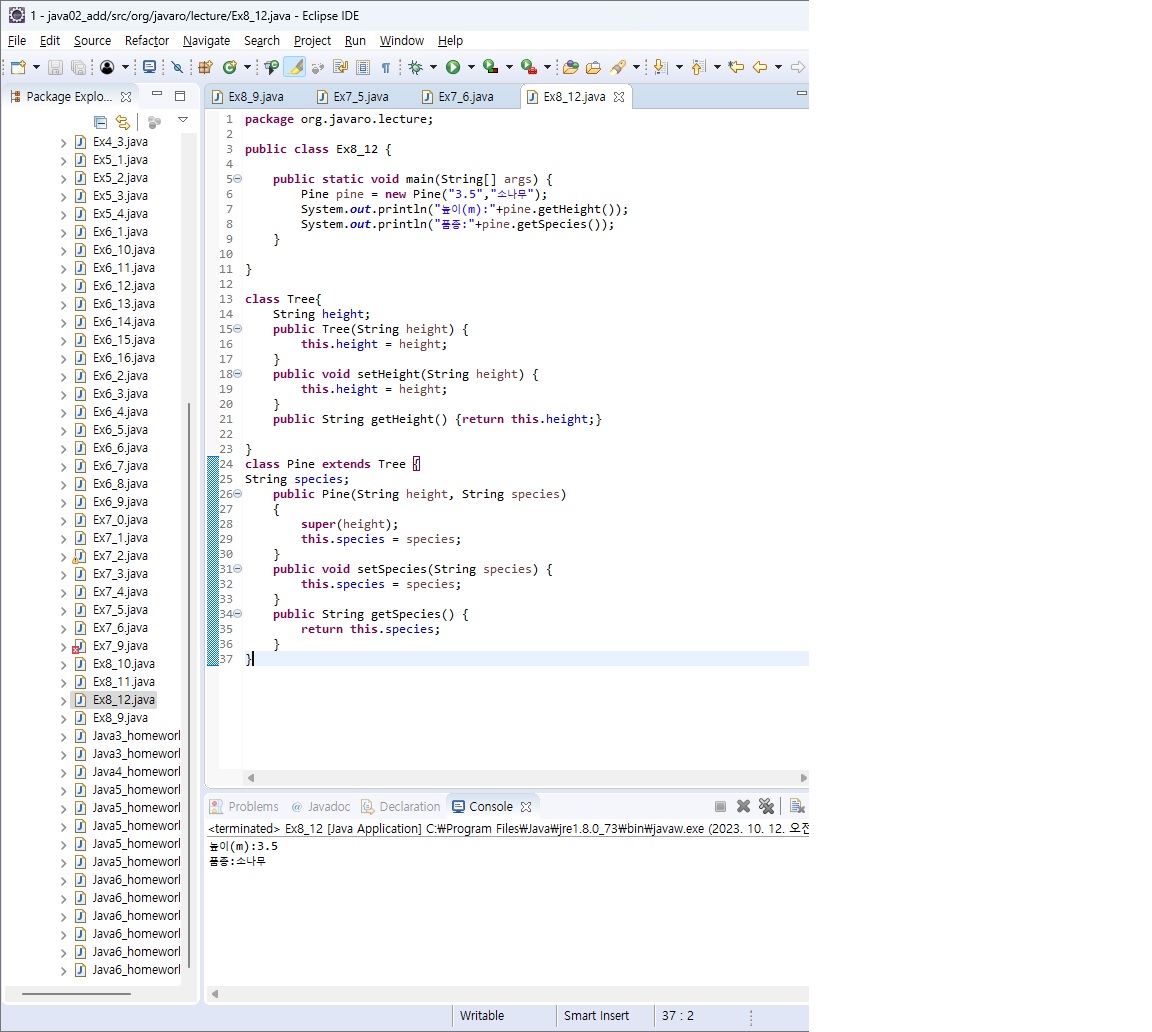 1 - java02_add/src/org/javaro/lecture/Ex8_12.java - Eclipse IDE
File Edit Source Refactor Navigate Search Project Run Window Help
Package Explo...
Ex4_3.java
Ex5_1.java
Ex5_2.java
Ex5_3.java
Ex5_4.java
Ex6_1.java
Ex6_10.java
Ex6_11.java
Ex6_12.java
Ex6_13.java
Ex6_14.java
Ex6_15.java
Ex6_16.java
Ex6_2.java
Ex6_3.java
Ex6_4.java
Ex6_5.java
Ex6_6.java
Ex6_7.java
Ex6_8.java
Ex6_9.java
Ex7_0.java
Ex7_1.java
Ex7_2.java
Ex7_3.java
Ex7_4.java
Ex7_5.java
Ex7_6.java
Ex7_9.java
Ex8_10.java
Ex8_11.java
Ex8_12.java
Ex8_9.java
Java3_homeworl
Java3_homeworl
Java4_homeworl
Java5_homeworl
Java5_homeworl
Java5_homeworl
Java5_homeworl
Java5_homeworl
Java6_homeworl
Java6_homeworl
Java6_homeworl
Java6_homeworl
Java6_homeworl
Java6_homeworl
Ex8_9.java Ex7_5.java Ex7_6.java Ex8_12.java
1 package org.javaro.lecture;
2
3 public class Ex8_12 {
4
5 public static void main(String[] args) {
6 Pine pine = new Pine("3.5","소나무");
7 System.out.println("높이(m):"+pine.getHeight());
8 System.out.println("품종:"+pine.getSpecies());
9 }
10
11 }
12
13 class Tree{
14 String height;
15 public Tree(String height) {
16 this.height = height;
17 }
18 public void setHeight(String height) {
19 this.height = height;
20 }
21 public String getHeight() {return this.height;}
22
23 }
24 class Pine extends Tree {
25 String species;
26 public Pine(String height, String species)
27 {
28 super(height);
29 this.species = species;
30 }
31 public void setSpecies(String species) {
32 this.species = species;
33 }
34 public String getSpecies() {
35 return this.species;
36 }
37 }
Problems @ Javadoc Declaration Console
<terminated> Ex8_12 [Java Application] C:₩Program Files₩Java₩jre1.8.0_73₩bin₩javaw.exe (2023. 10. 12. 오전
높이(m):3.5
품종:소나무
Writable Smart Insert 37 : 2